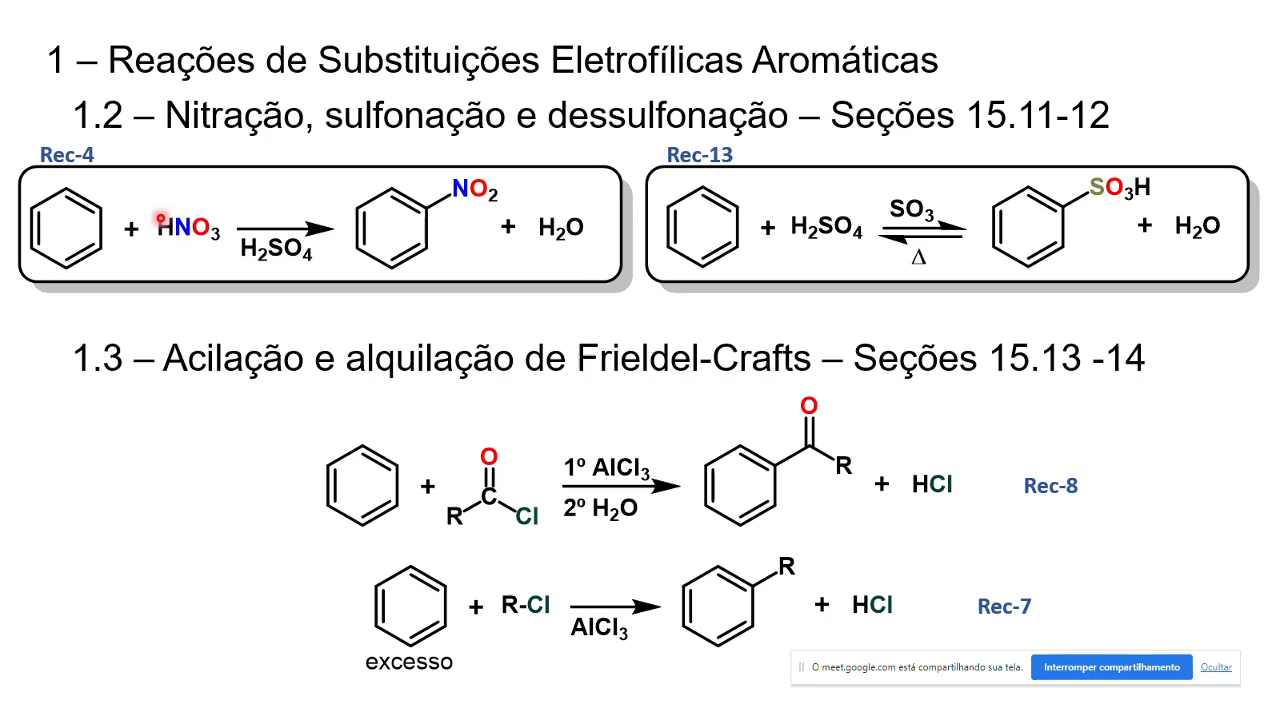 1 – Reações de Substituições Eletrofílicas Aromáticas
1.2 – Nitração, sulfonação e dessulfonação – Seções 15.11-12
Rec-4
+ HNO₃ H₂SO₄ NO₂ + H₂O
Rec-13
+ H₂SO₄ SO₃ Δ SO₃H + H₂O
1.3 – Acilação e alquilação de Frieldel-Crafts – Seções 15.13 -14
+ O R C Cl 1º AlCl₃ 2º H₂O O R + HCl Rec-8
+ R-Cl AlCl₃ R + HCl Rec-7
excesso
O meet.google.com está compartilhando sua tela. Interromper compartilhamento Ocultar